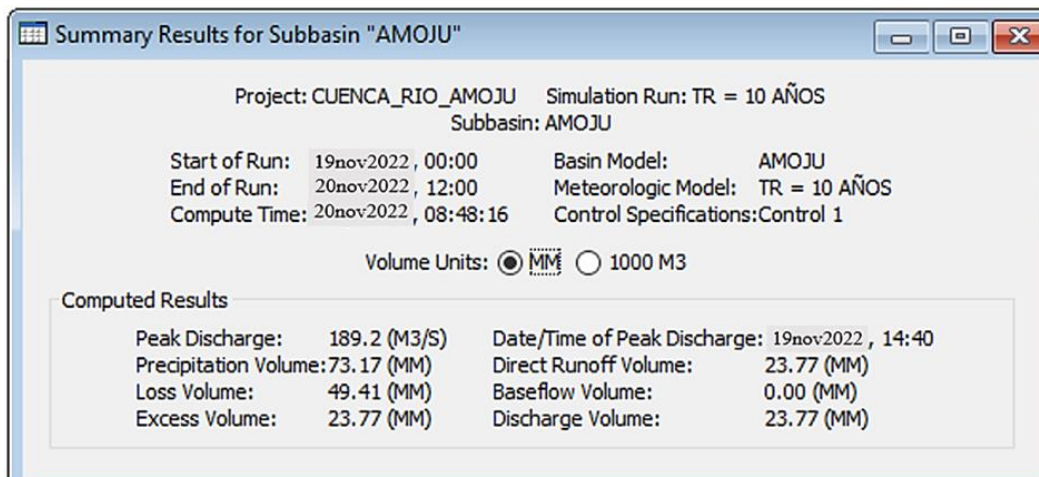 Summary Results for Subbasin "AMOJU"
Project: CUENCA_RIO_AMOJU Simulation Run: TR = 10 AÑOS
Subbasin: AMOJU
Start of Run: 19nov2022, 00:00 Basin Model: AMOJU
End of Run: 20nov2022, 12:00 Meteorologic Model: TR = 10 AÑOS
Compute Time: 20nov2022, 08:48:16 Control Specifications:Control 1
Volume Units: MM 1000 M3
Computed Results
Peak Discharge: 189.2 (M3/S) Date/Time of Peak Discharge: 19nov2022, 14:40
Precipitation Volume:73.17 (MM) Direct Runoff Volume: 23.77 (MM)
Loss Volume: 49.41 (MM) Baseflow Volume: 0.00 (MM)
Excess Volume: 23.77 (MM) Discharge Volume: 23.77 (MM)